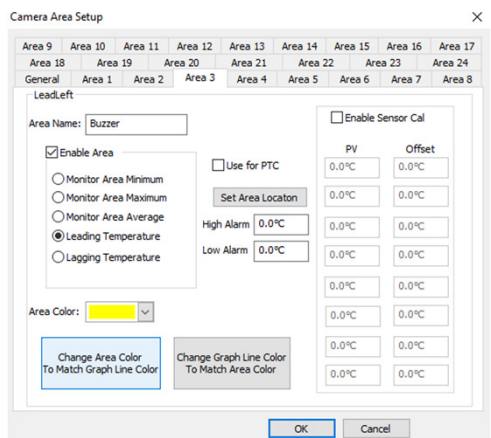 Camera Area Setup
Area 9 Area 10 Area 11 Area 12 Area 13 Area 14 Area 15 Area 16 Area 17
Area 18 Area 19 Area 20 Area 21 Area 22 Area 23 Area 24
General Area 1 Area 2 Area 3 Area 4 Area 5 Area 6 Area 7 Area 8
LeadLeft
Area Name: Buzzer
Enable Area
Monitor Area Minimum
Monitor Area Maximum
Monitor Area Average
Leading Temperature
Lagging Temperature
Use for PTC
Set Area Locaton
High Alarm 0.0°C
Low Alarm 0.0°C
Enable Sensor Cal
PV Offset
0.0°C 0.0°C
0.0°C 0.0°C
0.0°C 0.0°C
0.0°C 0.0°C
0.0°C 0.0°C
0.0°C 0.0°C
0.0°C 0.0°C
0.0°C 0.0°C
Area Color:
Change Area Color
To Match Graph Line Color
Change Graph Line Color
To Match Area Color
OK Cancel